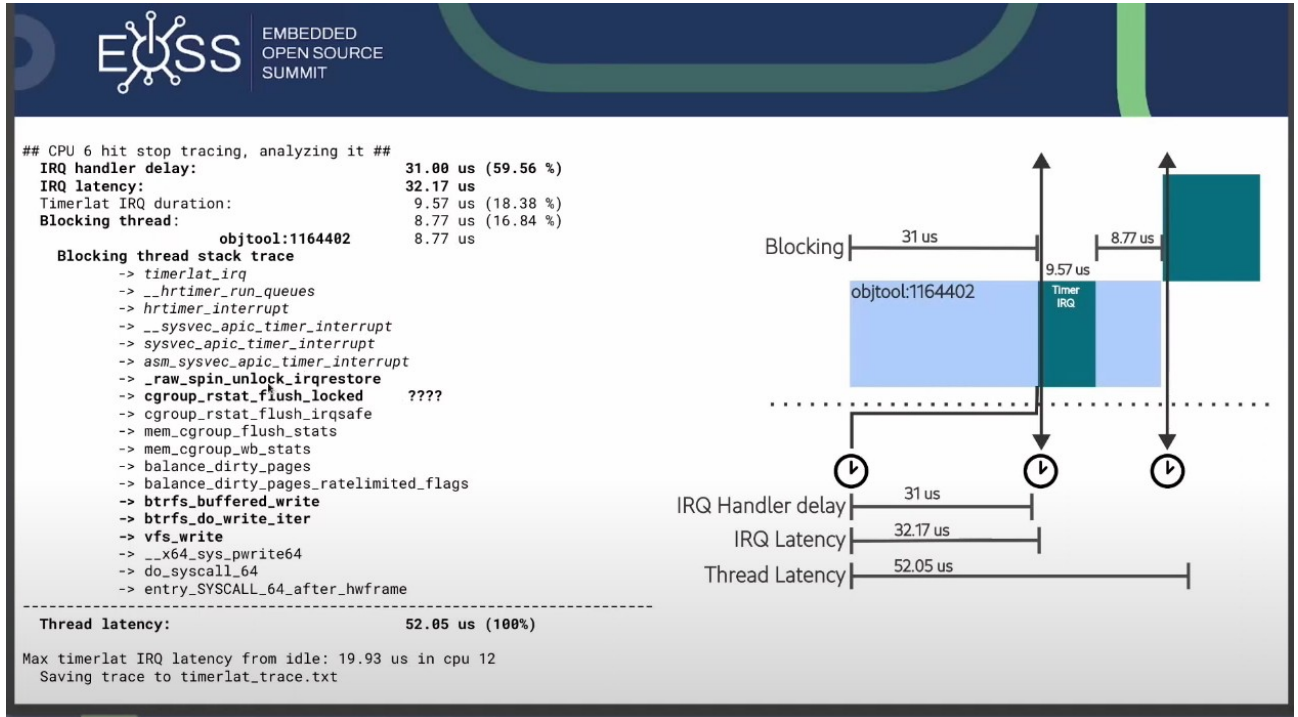 EOSS
EMBEDDED
OPEN SOURCE
SUMMIT
## CPU 6 hit stop tracing, analyzing it ##
IRQ handler delay: 31.00 us (59.56 %)
IRQ latency: 32.17 us
Timerlat IRQ duration: 9.57 us (18.38 %)
Blocking thread: 8.77 us (16.84 %)
objtool:1164402 8.77 us
Blocking thread stack trace
-> timerlat_irq
-> __hrtimer_run_queues
-> hrtimer_interrupt
-> __sysvec_apic_timer_interrupt
-> sysvec_apic_timer_interrupt
-> asm_sysvec_apic_timer_interrupt
-> _raw_spin_unlock_irqrestore
-> cgroup_rstat_flush_locked ????
-> cgroup_rstat_flush_irqsafe
-> mem_cgroup_flush_stats
-> mem_cgroup_wb_stats
-> balance_dirty_pages
-> balance_dirty_pages_ratelimited_flags
-> btrfs_buffered_write
-> btrfs_do_write_iter
-> vfs_write
-> __x64_sys_pwrite64
-> do_syscall_64
-> entry_SYSCALL_64_after_hwframe
------------------------------------------------------------------------
Thread latency: 52.05 us (100%)
Max timerlat IRQ latency from idle: 19.93 us in cpu 12
Saving trace to timerlat_trace.txt
Blocking 31 us 8.77 us
9.57 us
objtool:1164402
Timer
IRQ
IRQ Handler delay 31 us
IRQ Latency 32.17 us
Thread Latency 52.05 us